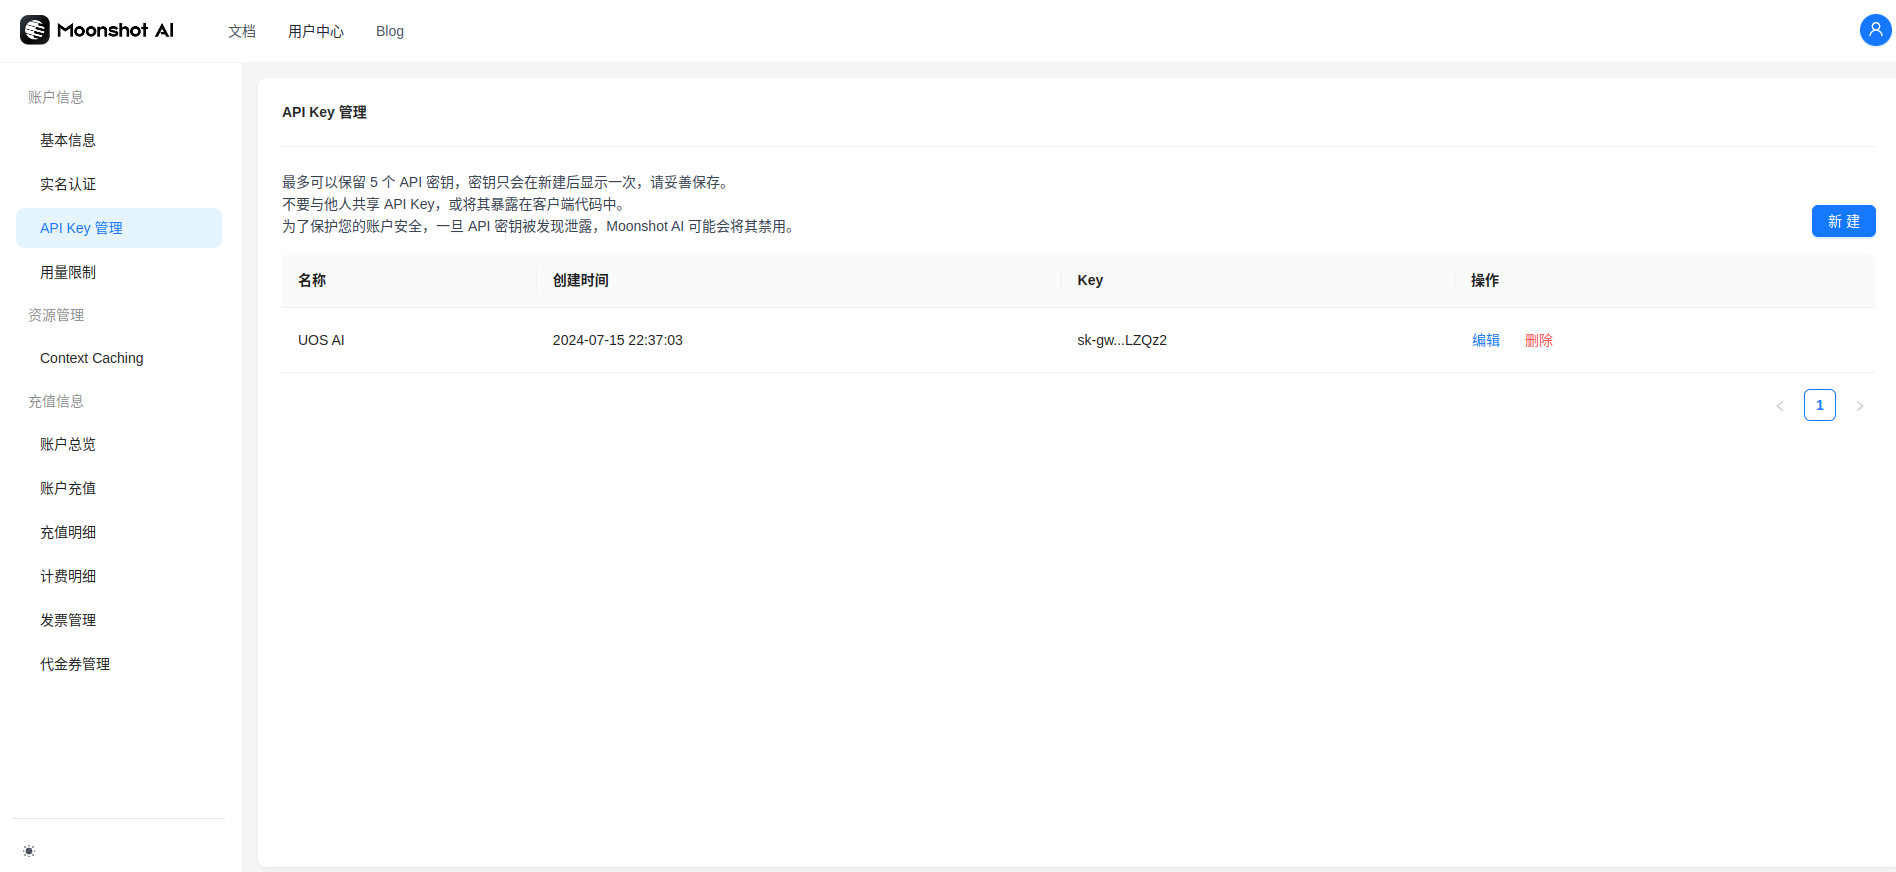 Moonshot AI
文档 用户中心 Blog
账户信息
基本信息
实名认证
API Key 管理
用量限制
资源管理
Context Caching
充值信息
账户总览
账户充值
充值明细
计费明细
发票管理
代金券管理
API Key 管理
最多可以保留 5 个 API 密钥，密钥只会在新建后显示一次，请妥善保存。
不要与他人共享 API Key，或将其暴露在客户端代码中。
为了保护您的账户安全，一旦 API 密钥被发现泄露，Moonshot AI 可能会将其禁用。
新 建
名称 创建时间 Key 操作
UOS AI 2024-07-15 22:37:03 sk-gw...LZQz2 编辑 删除
1